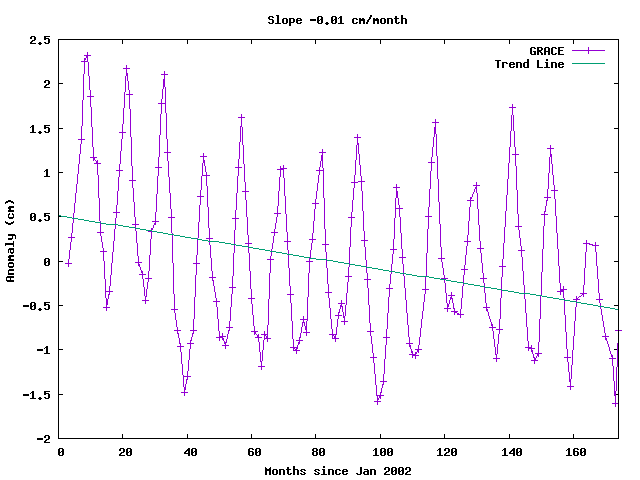 Slope -0.01 cm/month
GRACE
Trend Line
2.5
2
1.5
1
0.5
0
-0.5
-1
-1.5
-2
Anomaly (cm)
0 20 40 60 80 100 120 140 160
Months since Jan 2002